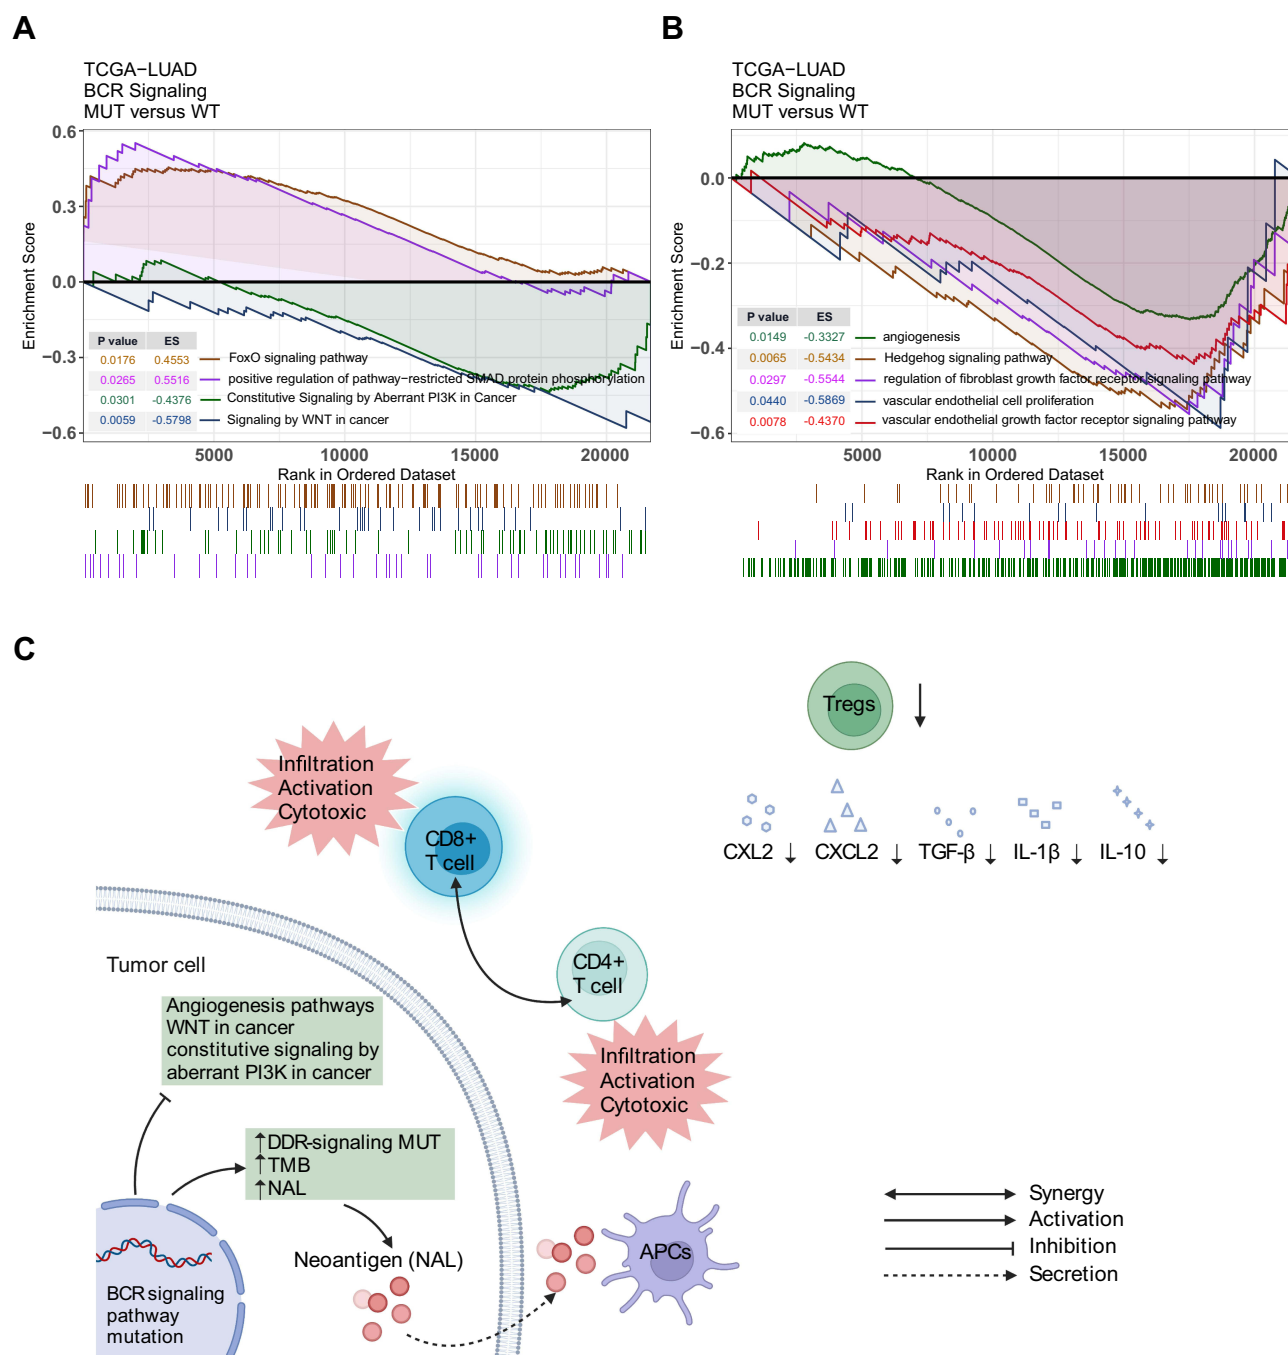 A
TCGA−LUAD
BCR Signaling
MUT versus WT
0.6
0.3
0.0
−0.3
−0.6
Enrichment Score
P value ES
0.0176 0.4553 FoxO signaling pathway
0.0265 0.5516 positive regulation of pathway−restricted SMAD protein phosphorylation
0.0301 -0.4376 Constitutive Signaling by Aberrant PI3K in Cancer
0.0059 -0.5798 Signaling by WNT in cancer
5000 10000 15000 20000
Rank in Ordered Dataset
B
TCGA−LUAD
BCR Signaling
MUT versus WT
0.0
−0.2
−0.4
−0.6
Enrichment Score
P value ES
0.0149 -0.3327 angiogenesis
0.0065 -0.5434 Hedgehog signaling pathway
0.0297 -0.5544 regulation of fibroblast growth factor receptor signaling pathway
0.0440 -0.5869 vascular endothelial cell proliferation
0.0078 -0.4370 vascular endothelial growth factor receptor signaling pathway
5000 10000 15000 20000
Rank in Ordered Dataset
C
Tregs
CXL2 ↓ CXCL2 ↓ TGF-β ↓ IL-1β ↓ IL-10 ↓
Infiltration
Activation
Cytotoxic
CD8+
T cell
CD4+
T cell
Infiltration
Activation
Cytotoxic
Tumor cell
Angiogenesis pathways
WNT in cancer
constitutive signaling by
aberrant PI3K in cancer
↑DDR-signaling MUT
↑TMB
↑NAL
Neoantigen (NAL)
APCs
BCR signaling
pathway
mutation
Synergy
Activation
Inhibition
Secretion